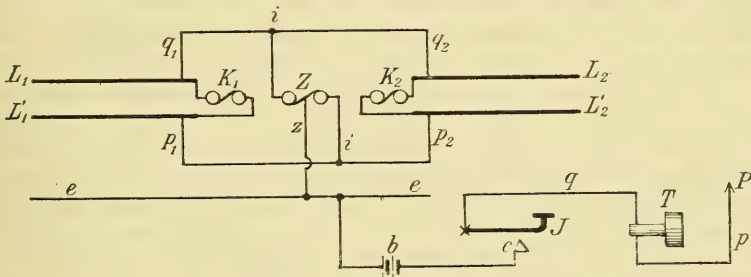 i
q₁ q₂
L₁ K₁ Z K₂ L₂
L'₁ z L'₂
p₁ i p₂
e e q P
T
J
c
b p